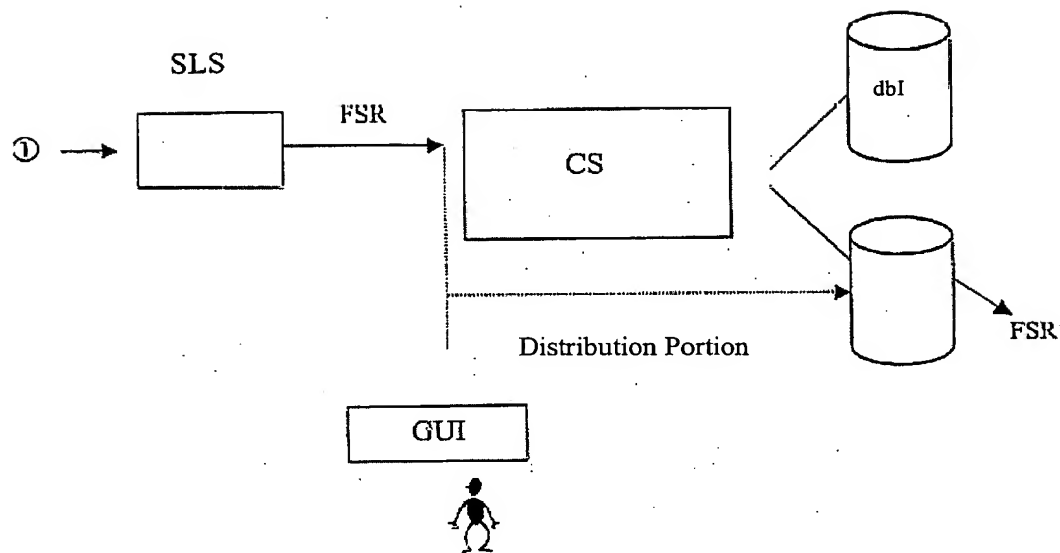 SLS
dbI
FSR
① 
CS
FSR
Distribution Portion
GUI